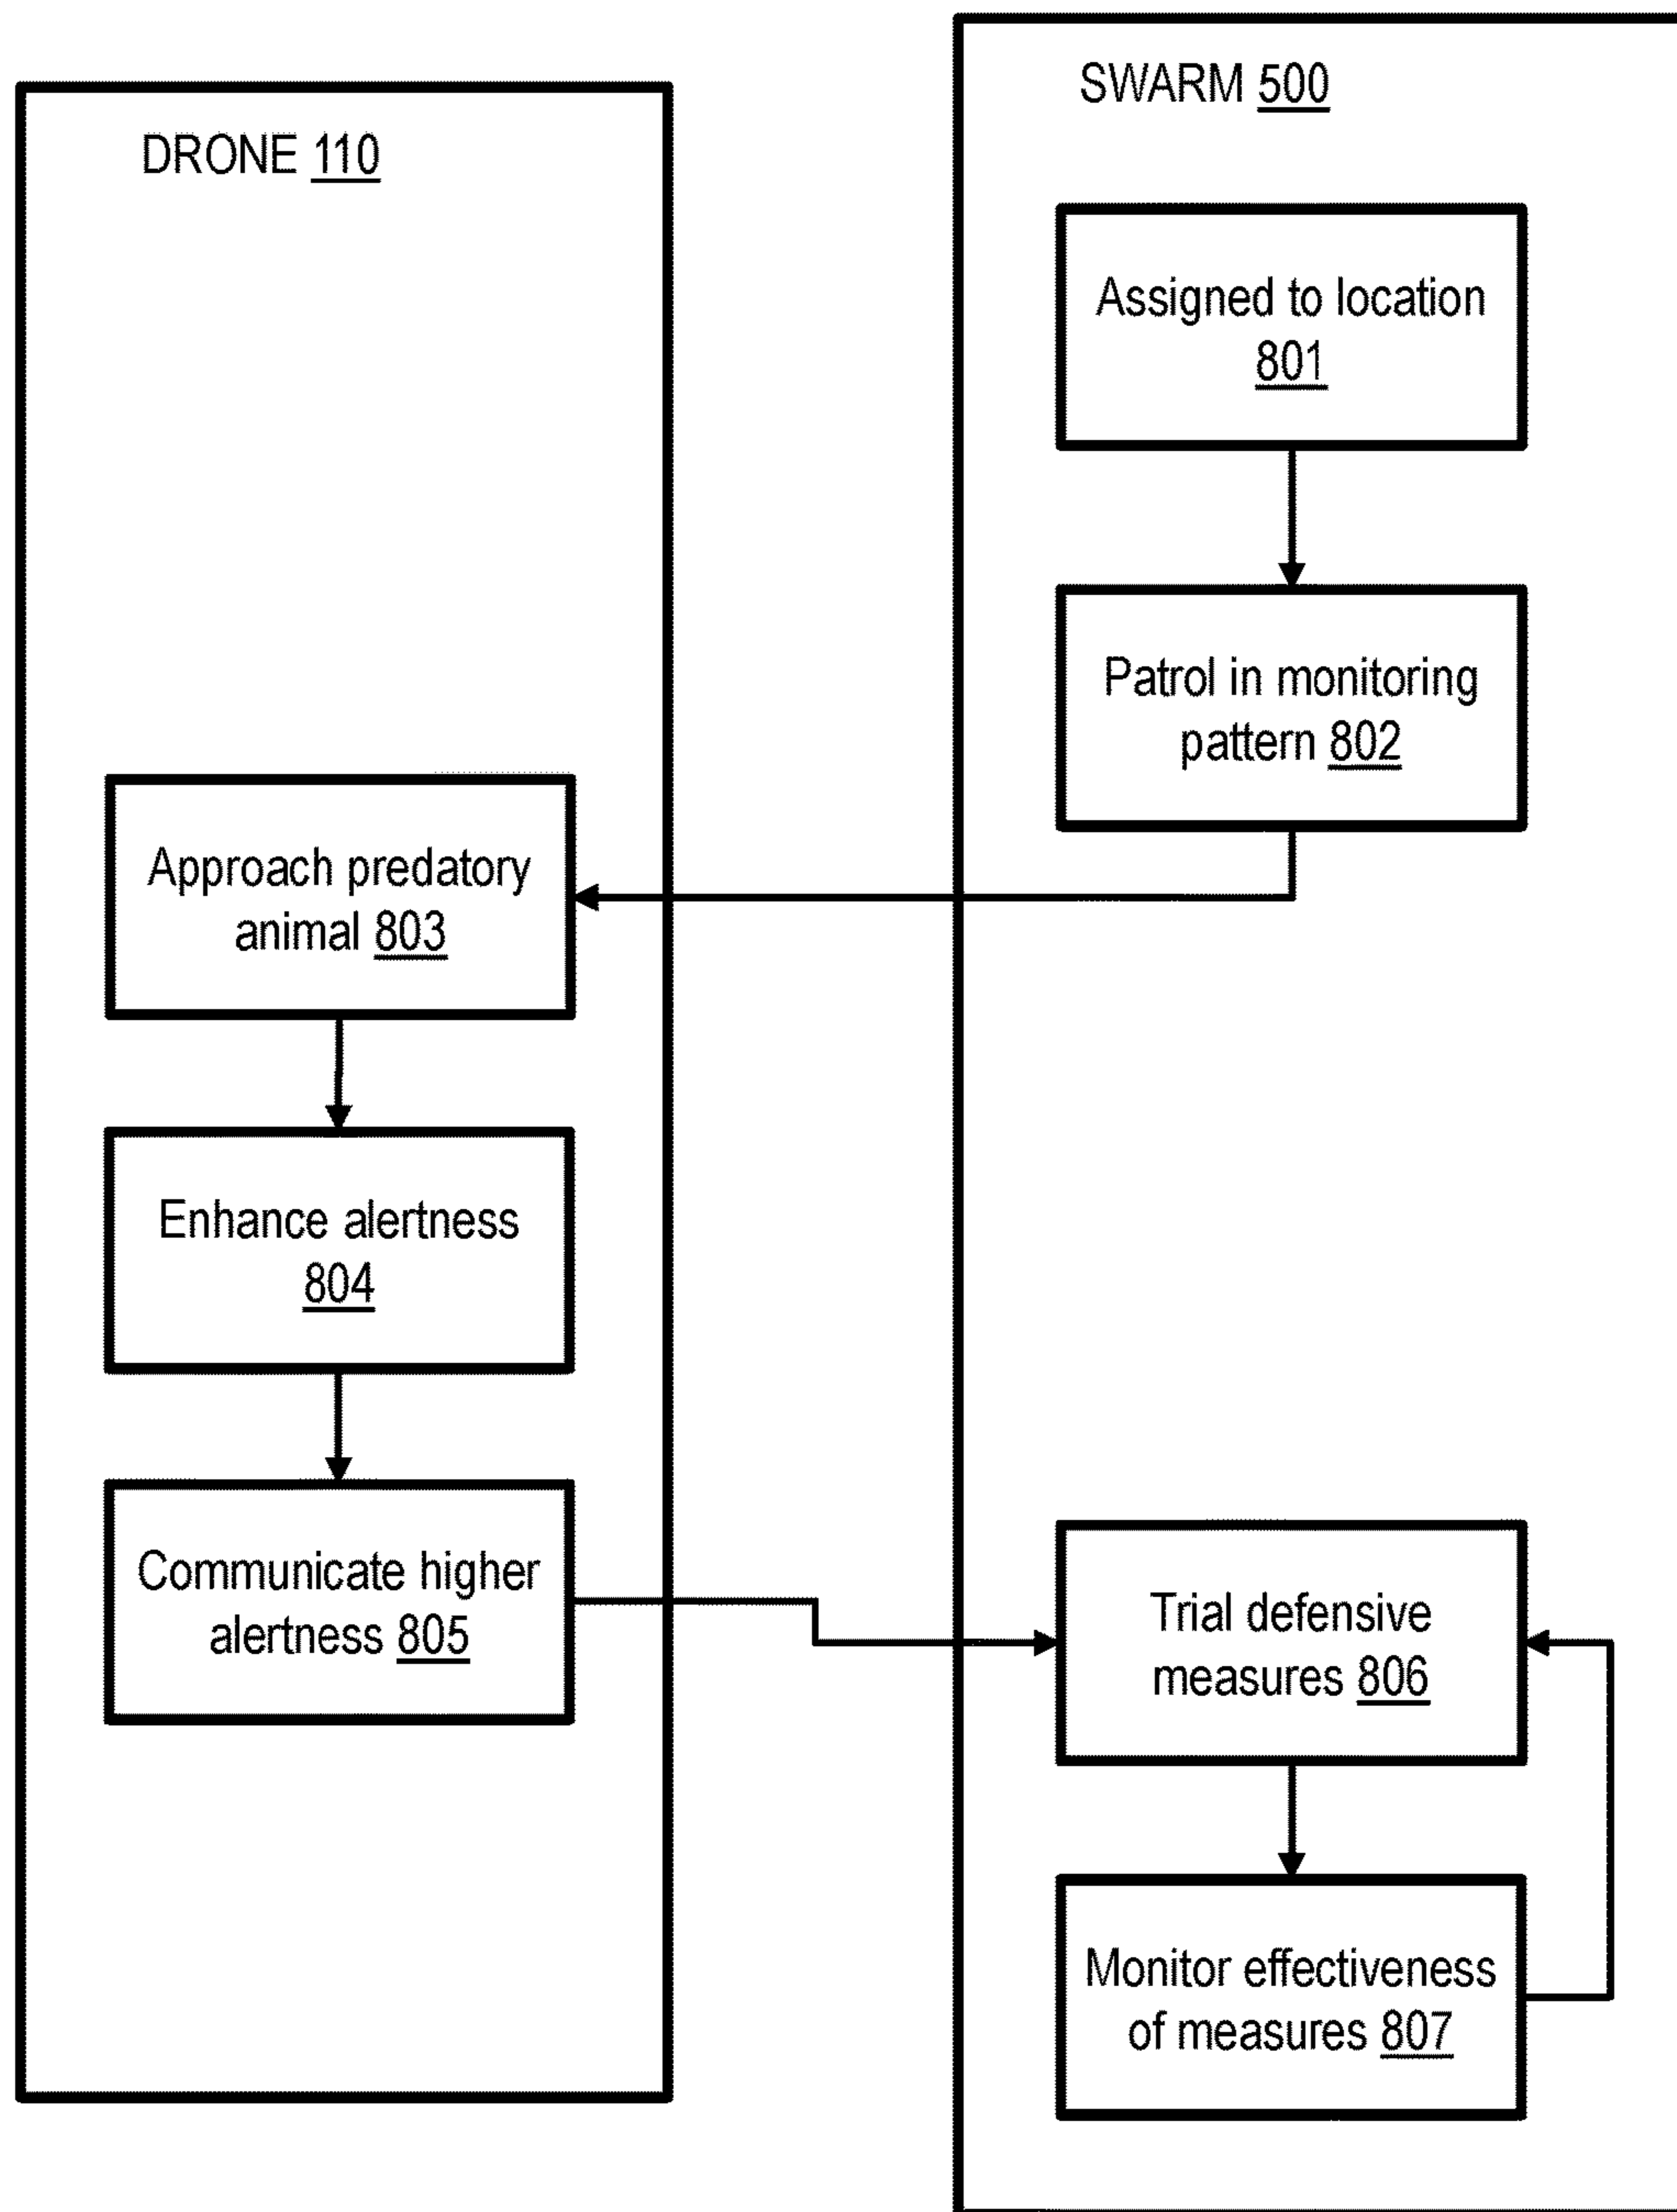 DRONE 110
Approach predatory
animal 803
Enhance alertness
804
Communicate higher
alertness 805
SWARM 500
Assigned to location
801
Patrol in monitoring
pattern 802
Trial defensive
measures 806
Monitor effectiveness
of measures 807